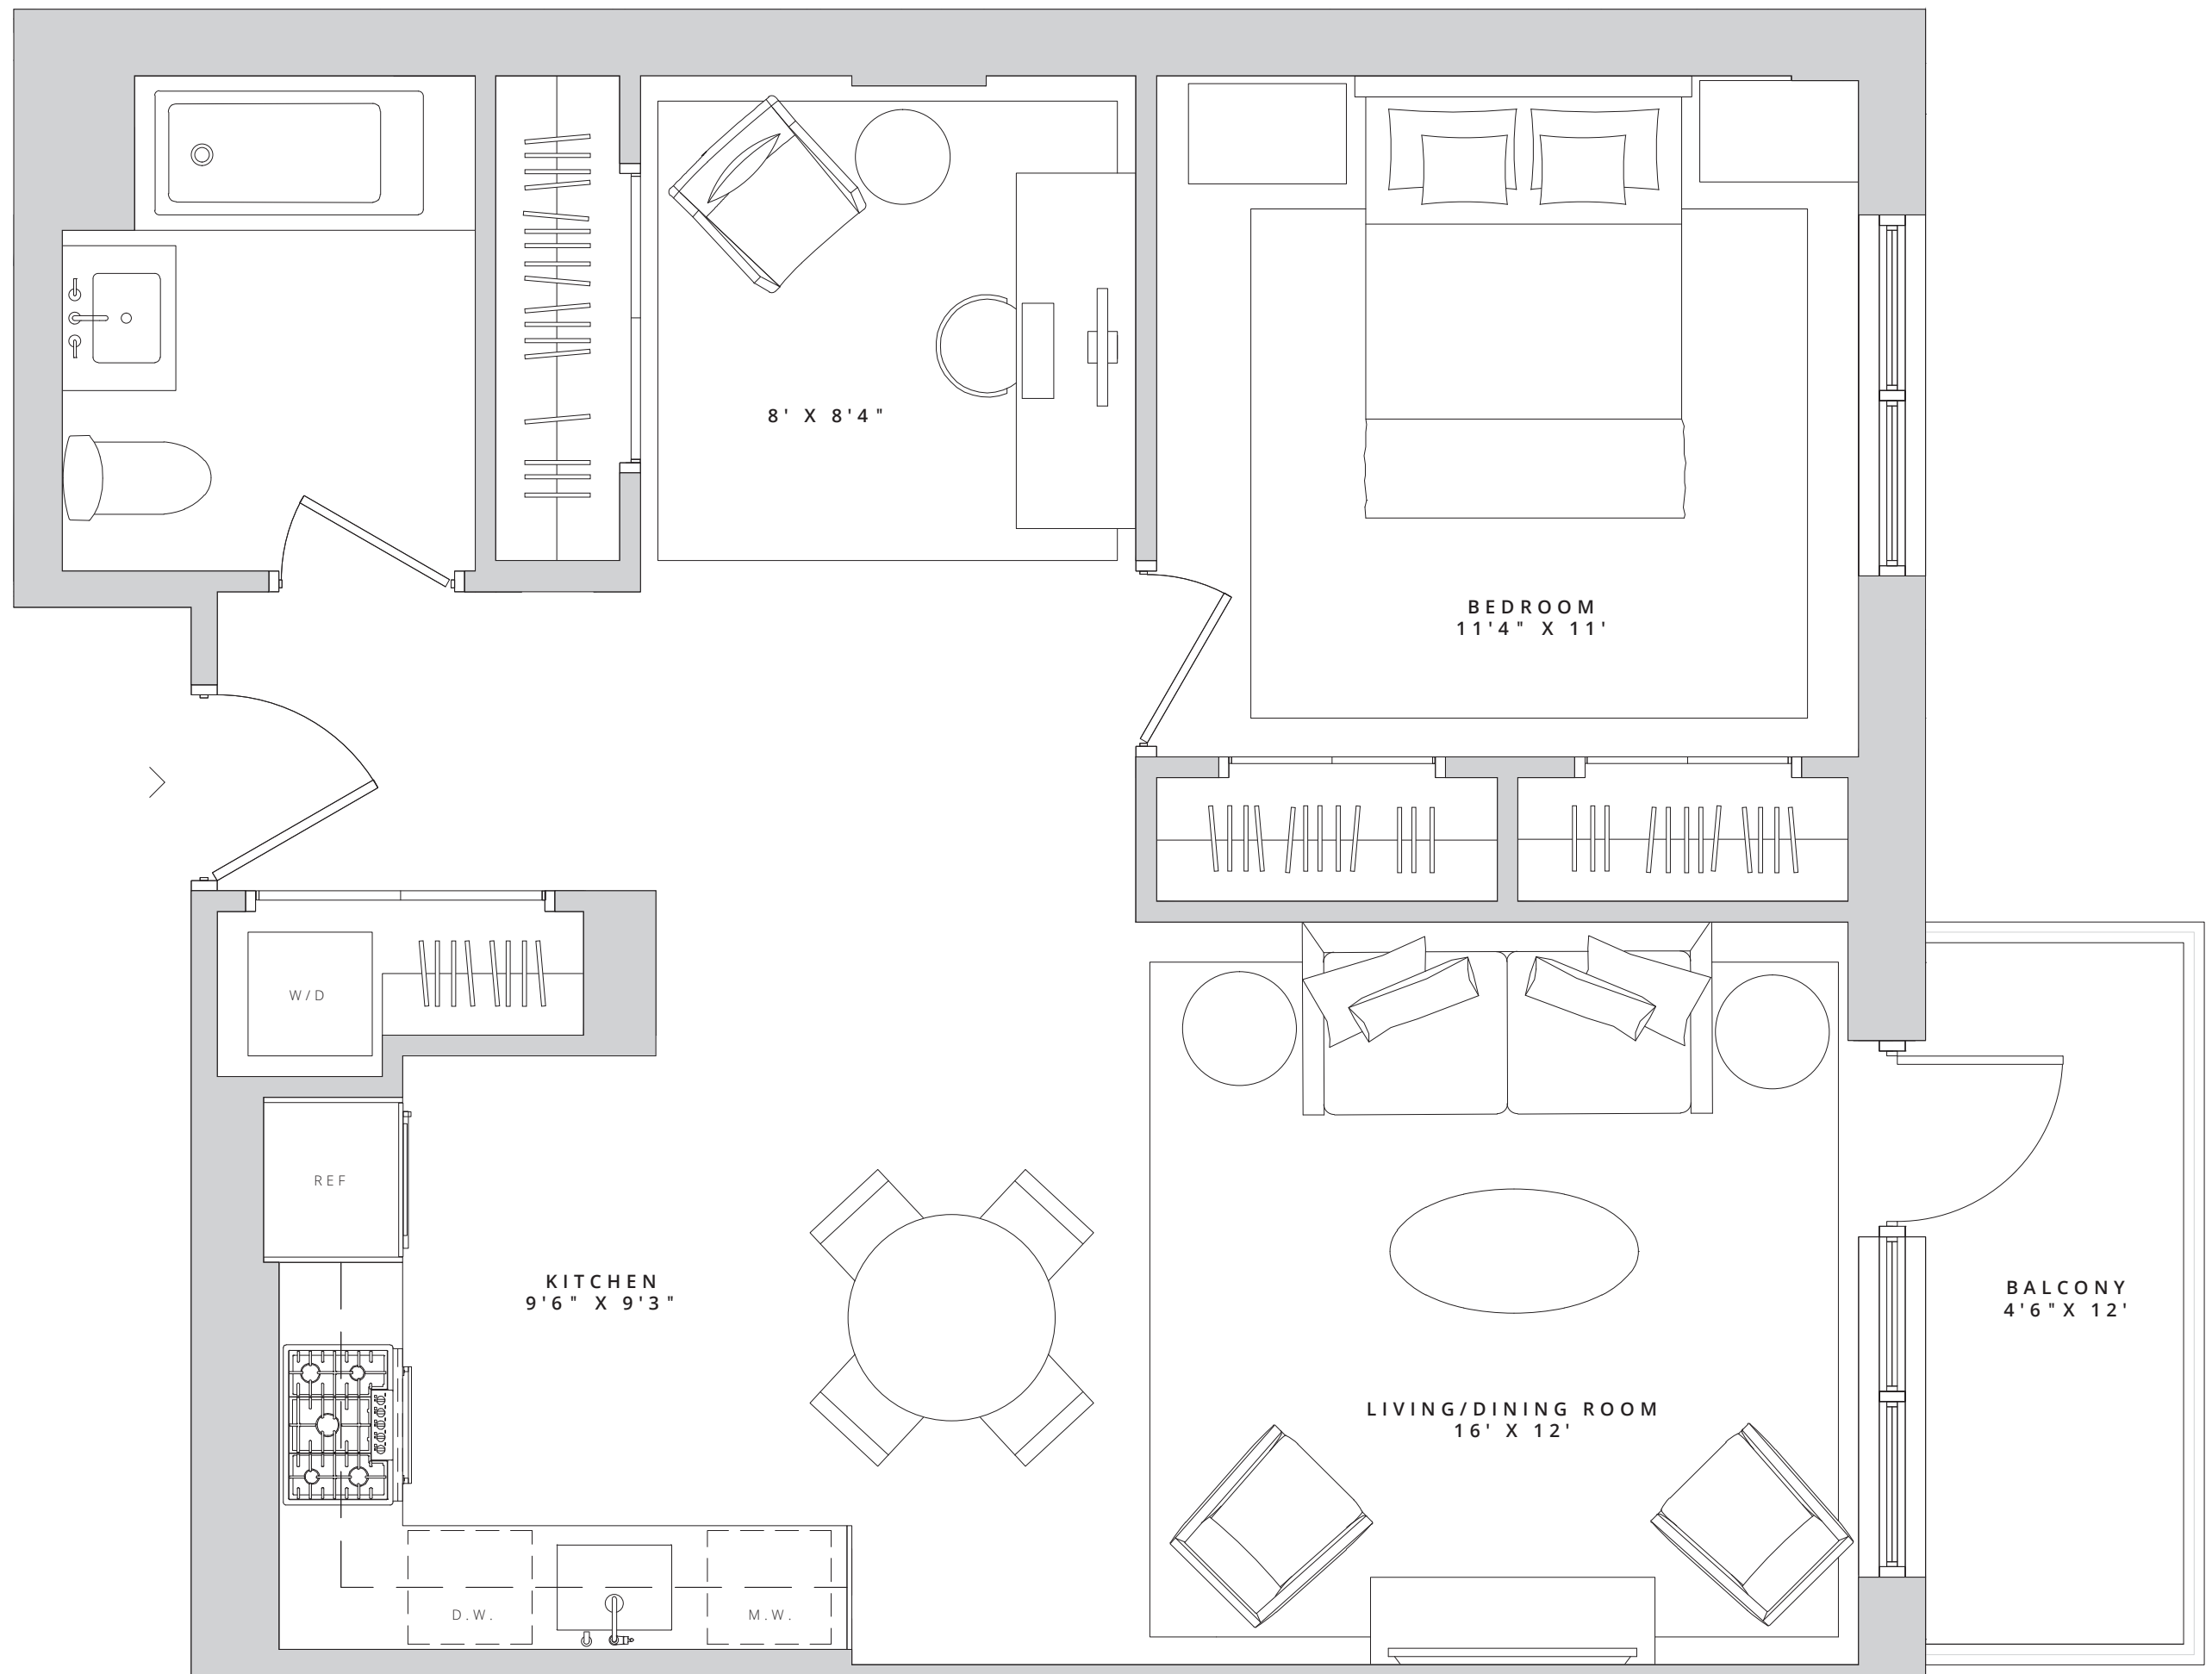 8' X 8'4"
BEDROOM
11'4" X 11'
W/D
REF
KITCHEN
9'6" X 9'3"
BALCONY
4'6"X 12'
LIVING/DINING ROOM
16' X 12'
D.W.
M.W.